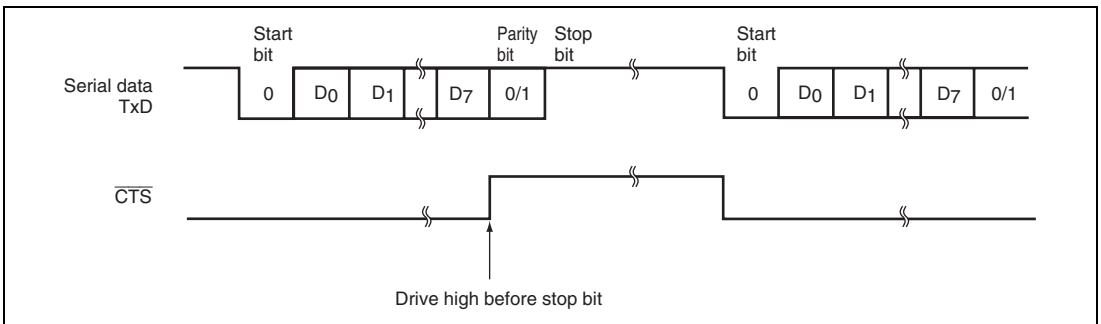 Start bit
Parity bit
Stop bit
Start bit
Serial data TxD
0 D0 D1 D7 0/1 0 D0 D1 D7 0/1
CTS
Drive high before stop bit